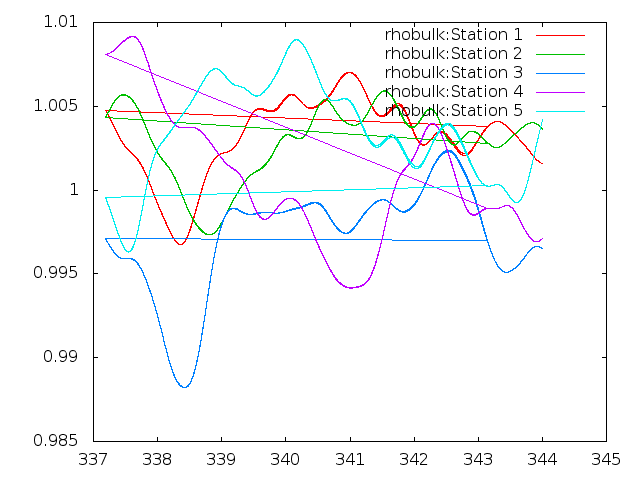 1.01
1.005
1
0.995
0.99
0.985
337 338 339 340 341 342 343 344 345
rhobulk:Station 1
rhobulk:Station 2
rhobulk:Station 3
rhobulk:Station 4
rhobulk:Station 5